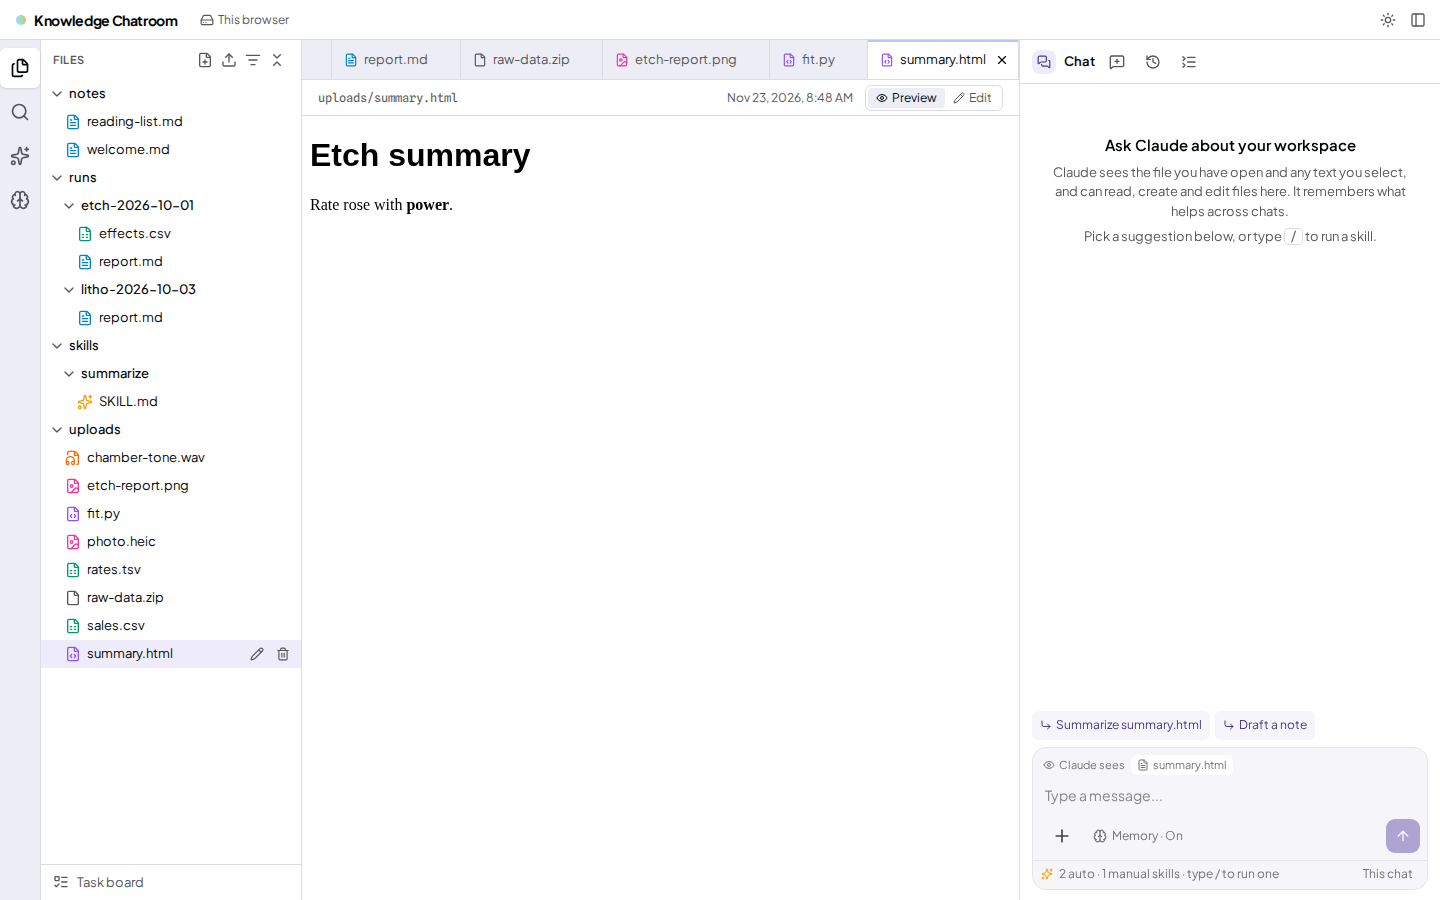 Knowledge Chatroom
This browser
FILES
notes
reading-list.md
welcome.md
runs
etch-2026-10-01
effects.csv
report.md
litho-2026-10-03
report.md
skills
summarize
SKILL.md
uploads
chamber-tone.wav
etch-report.png
fit.py
photo.heic
rates.tsv
raw-data.zip
sales.csv
summary.html
Task board
report.md
raw-data.zip
etch-report.png
fit.py
summary.html
uploads/summary.html
Nov 23, 2026, 8:48 AM
Preview
Edit
Etch summary
Rate rose with power.
Chat
Ask Claude about your workspace
Claude sees the file you have open and any text you select,
and can read, create and edit files here. It remembers what
helps across chats.
Pick a suggestion below, or type / to run a skill.
Summarize summary.html
Draft a note
Claude sees
summary.html
Type a message...
Memory · On
2 auto · 1 manual skills · type / to run one
This chat